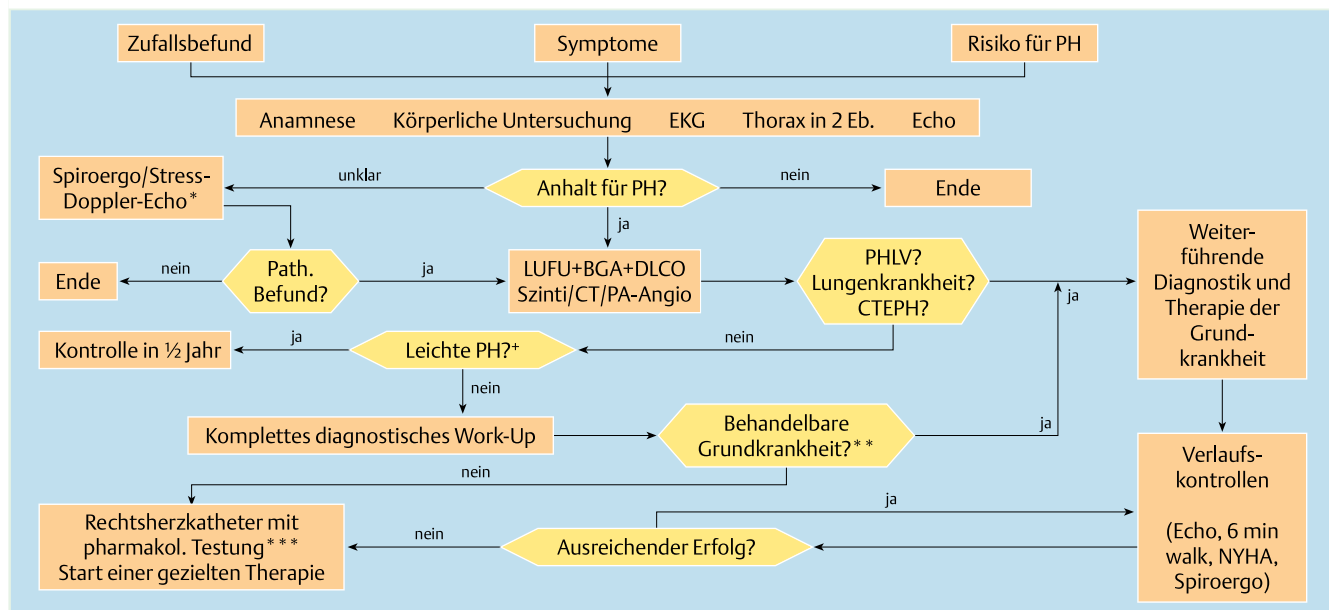 Zufallsbefund
Symptome
Risiko für PH
Anamnese Körperliche Untersuchung EKG Thorax in 2 Eb. Echo
Spiroergo/Stress-
Doppler-Echo*
unklar
Anhalt für PH?
nein
Ende
ja
Ende
nein
Path.
Befund?
ja
LUFU+BGA+DLCO
Szinti/CT/PA-Angio
PHLV?
Lungenkrankheit?
CTEPH?
ja
Weiter-
führende
Diagnostik und
Therapie der
Grund-
krankheit
Kontrolle in ½ Jahr
ja
Leichte PH?+
nein
nein
Komplettes diagnostisches Work-Up
Behandelbare
Grundkrankheit?**
ja
nein
Verlaufs-
kontrollen
(Echo, 6 min
walk, NYHA,
Spiroergo)
Rechtsherzkatheter mit
pharmakol. Testung***
Start einer gezielten Therapie
nein
Ausreichender Erfolg?
ja